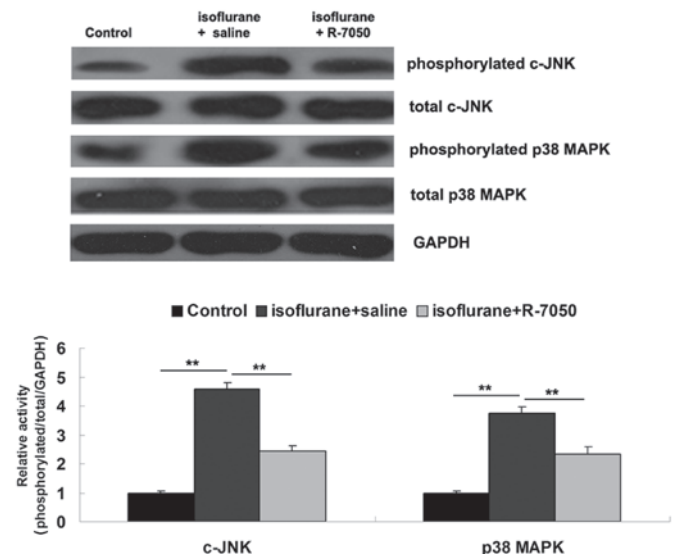 Control
isoflurane
+ saline
isoflurane
+ R-7050
phosphorylated c-JNK
total c-JNK
phosphorylated p38 MAPK
total p38 MAPK
GAPDH
Control isoflurane+saline isoflurane+R-7050
Relative activity
(phosphorylated/total/GAPDH)
6
5
4
3
2
1
0
**
**
**
**
c-JNK
p38 MAPK